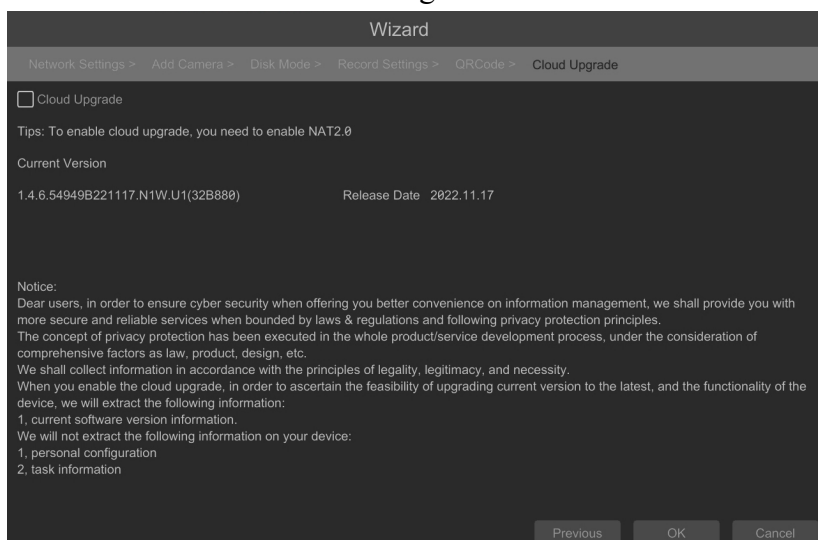 Wizard
Network Settings > Add Camera > Disk Mode > Record Settings > QRCode > Cloud Upgrade
Cloud Upgrade
Tips: To enable cloud upgrade, you need to enable NAT2.0
Current Version
1.4.6.54949B221117.N1W.U1(32B880) Release Date 2022.11.17
Notice:
Dear users, in order to ensure cyber security when offering you better convenience on information management, we shall provide you with
more secure and reliable services when bounded by laws & regulations and following privacy protection principles.
The concept of privacy protection has been executed in the whole product/service development process, under the consideration of
comprehensive factors as law, product, design, etc.
We shall collect information in accordance with the principles of legality, legitimacy, and necessity.
When you enable the cloud upgrade, in order to ascertain the feasibility of upgrading current version to the latest, and the functionality of the
device, we will extract the following information:
1, current software version information.
We will not extract the following information on your device:
1, personal configuration
2, task information
Previous OK Cancel